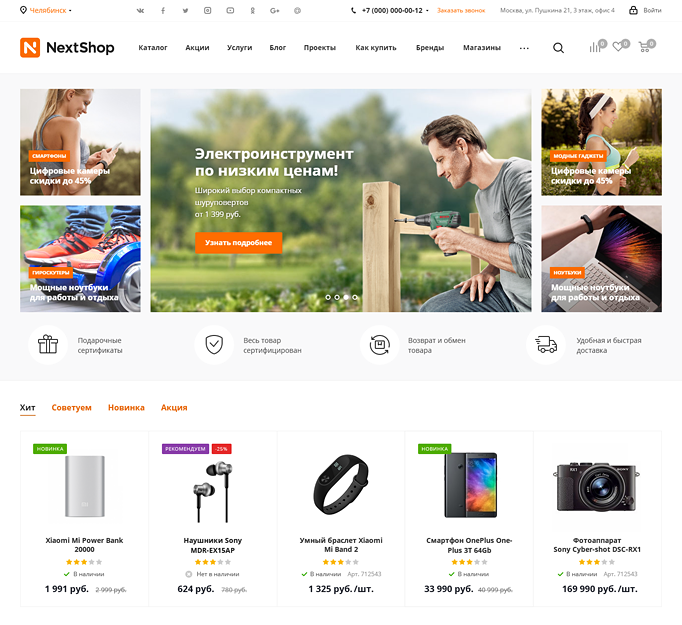 Челябинск
+7 (000) 000-00-12
Заказать звонок
Москва, ул. Пушкина 21, 3 этаж, офис 4
Войти
NextShop
Каталог
Акции
Услуги
Блог
Проекты
Как купить
Бренды
Магазины
...
0
0
0
СМАРТФОНЫ
Цифровые камеры
скидки до 45%
ГИРОСКУТЕРЫ
Мощные ноутбуки
для работы и отдыха
Электроинструмент
по низким ценам!
Широкий выбор компактных
шуруповертов
от 1 399 руб.
Узнать подробнее
МОДНЫЕ ГАДЖЕТЫ
Цифровые камеры
скидки до 45%
НОУТБУКИ
Мощные ноутбуки
для работы и отдыха
Подарочные
сертификаты
Весь товар
сертифицирован
Возврат и обмен
товара
Удобная и быстрая
доставка
Хит
Советуем
Новинка
Акция
НОВИНКА
Xiaomi Mi Power Bank
20000
В наличии
1 991 руб. 2 999 руб.
РЕКОМЕНДУЕМ -25%
Наушники Sony
MDR-EX15AP
Нет в наличии
624 руб. 780 руб.
Умный браслет Xiaomi
Mi Band 2
В наличии Арт. 712543
1 325 руб./шт.
НОВИНКА
Смартфон OnePlus One-
Plus 3T 64Gb
В наличии
33 990 руб. 40 999 руб.
RX1
SONY
Фотоаппарат
Sony Cyber-shot DSC-RX1
В наличии Арт. 712543
169 990 руб./шт.